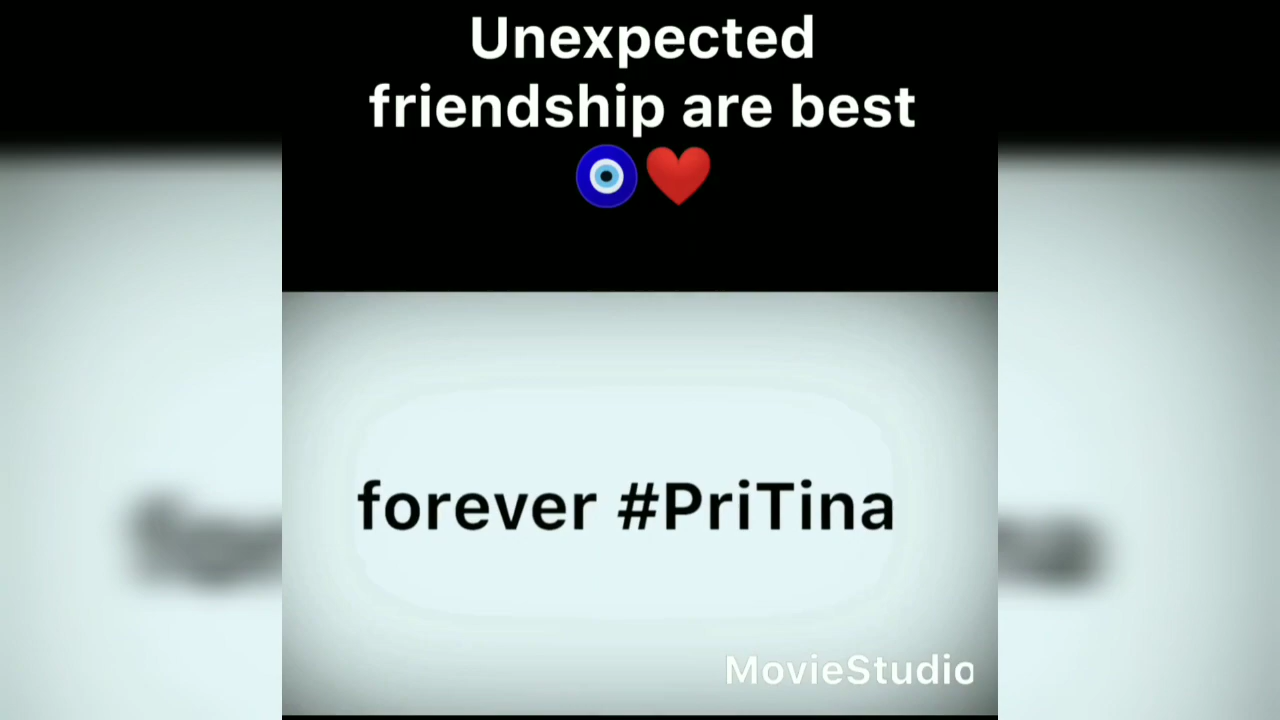 Unexpected
friendship are best
🧿❤️
forever #PriTina
MovieStudio